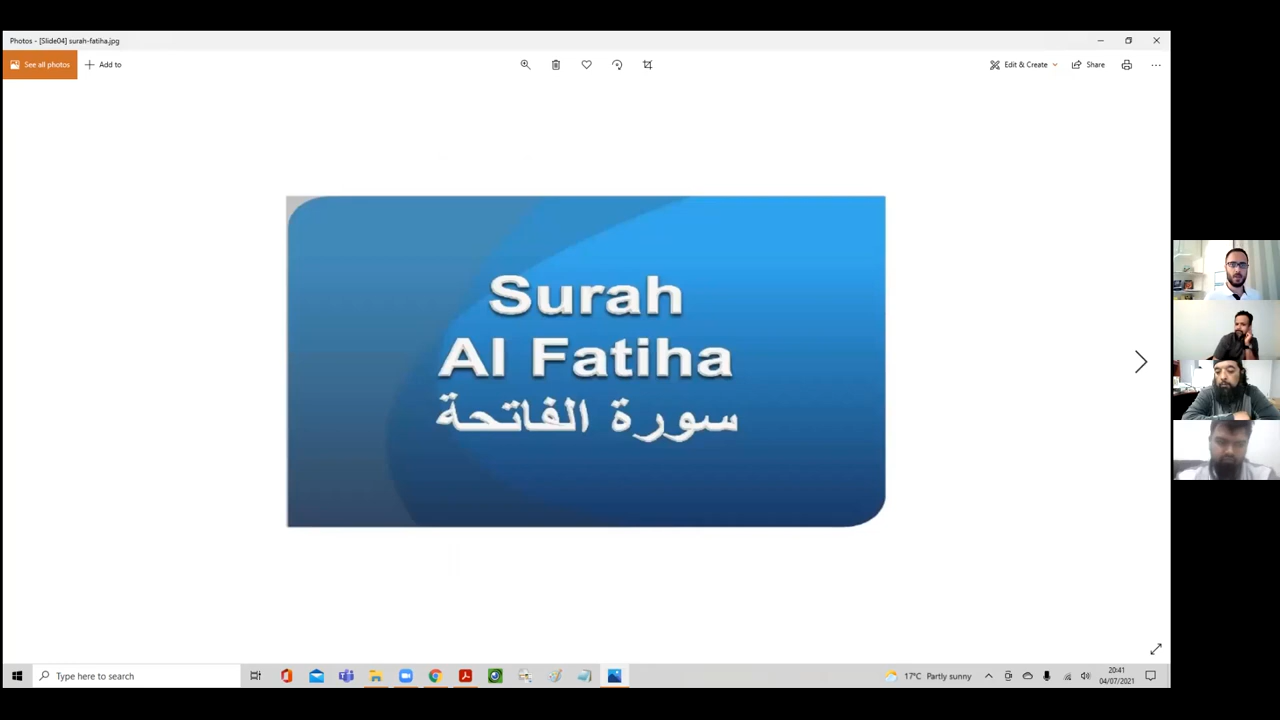 Photos - [Slide04] surah-fatiha.jpg
See all photos
Add to
Edit & Create
Share
Surah
Al Fatiha
سورة الفاتحة
Type here to search
17°C Partly sunny
20:41
04/07/2021